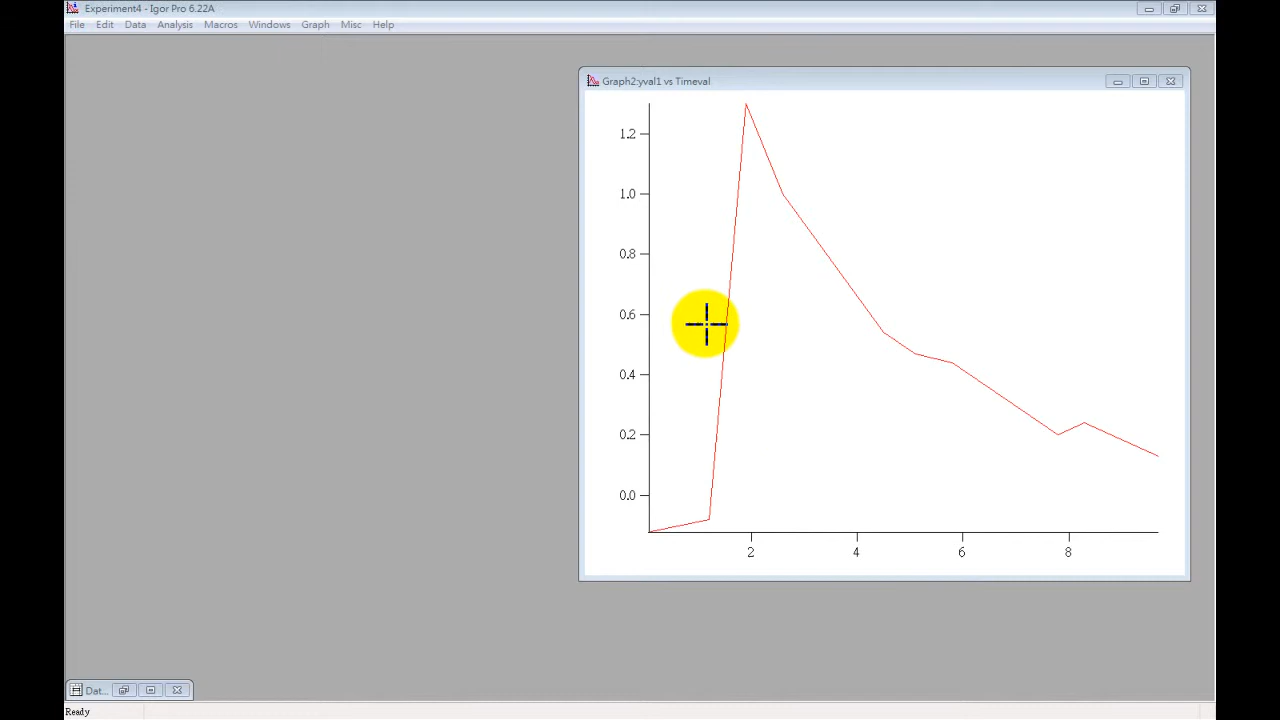 Experiment4 - Igor Pro 6.22A
File Edit Data Analysis Macros Windows Graph Misc Help
Graph2:yval1 vs Timeval
1.2
1.0
0.8
0.6
0.4
0.2
0.0
2 4 6 8
Dat...
Ready